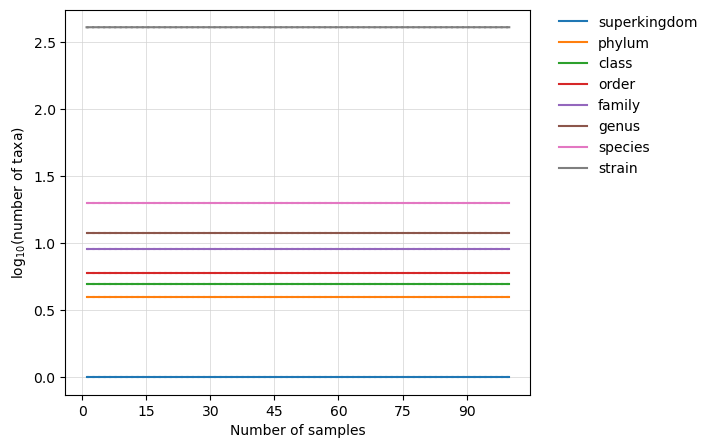 2.5
2.0
1.5
1.0
0.5
0.0
log10(number of taxa)
0 15 30 45 60 75 90
Number of samples
superkingdom
phylum
class
order
family
genus
species
strain